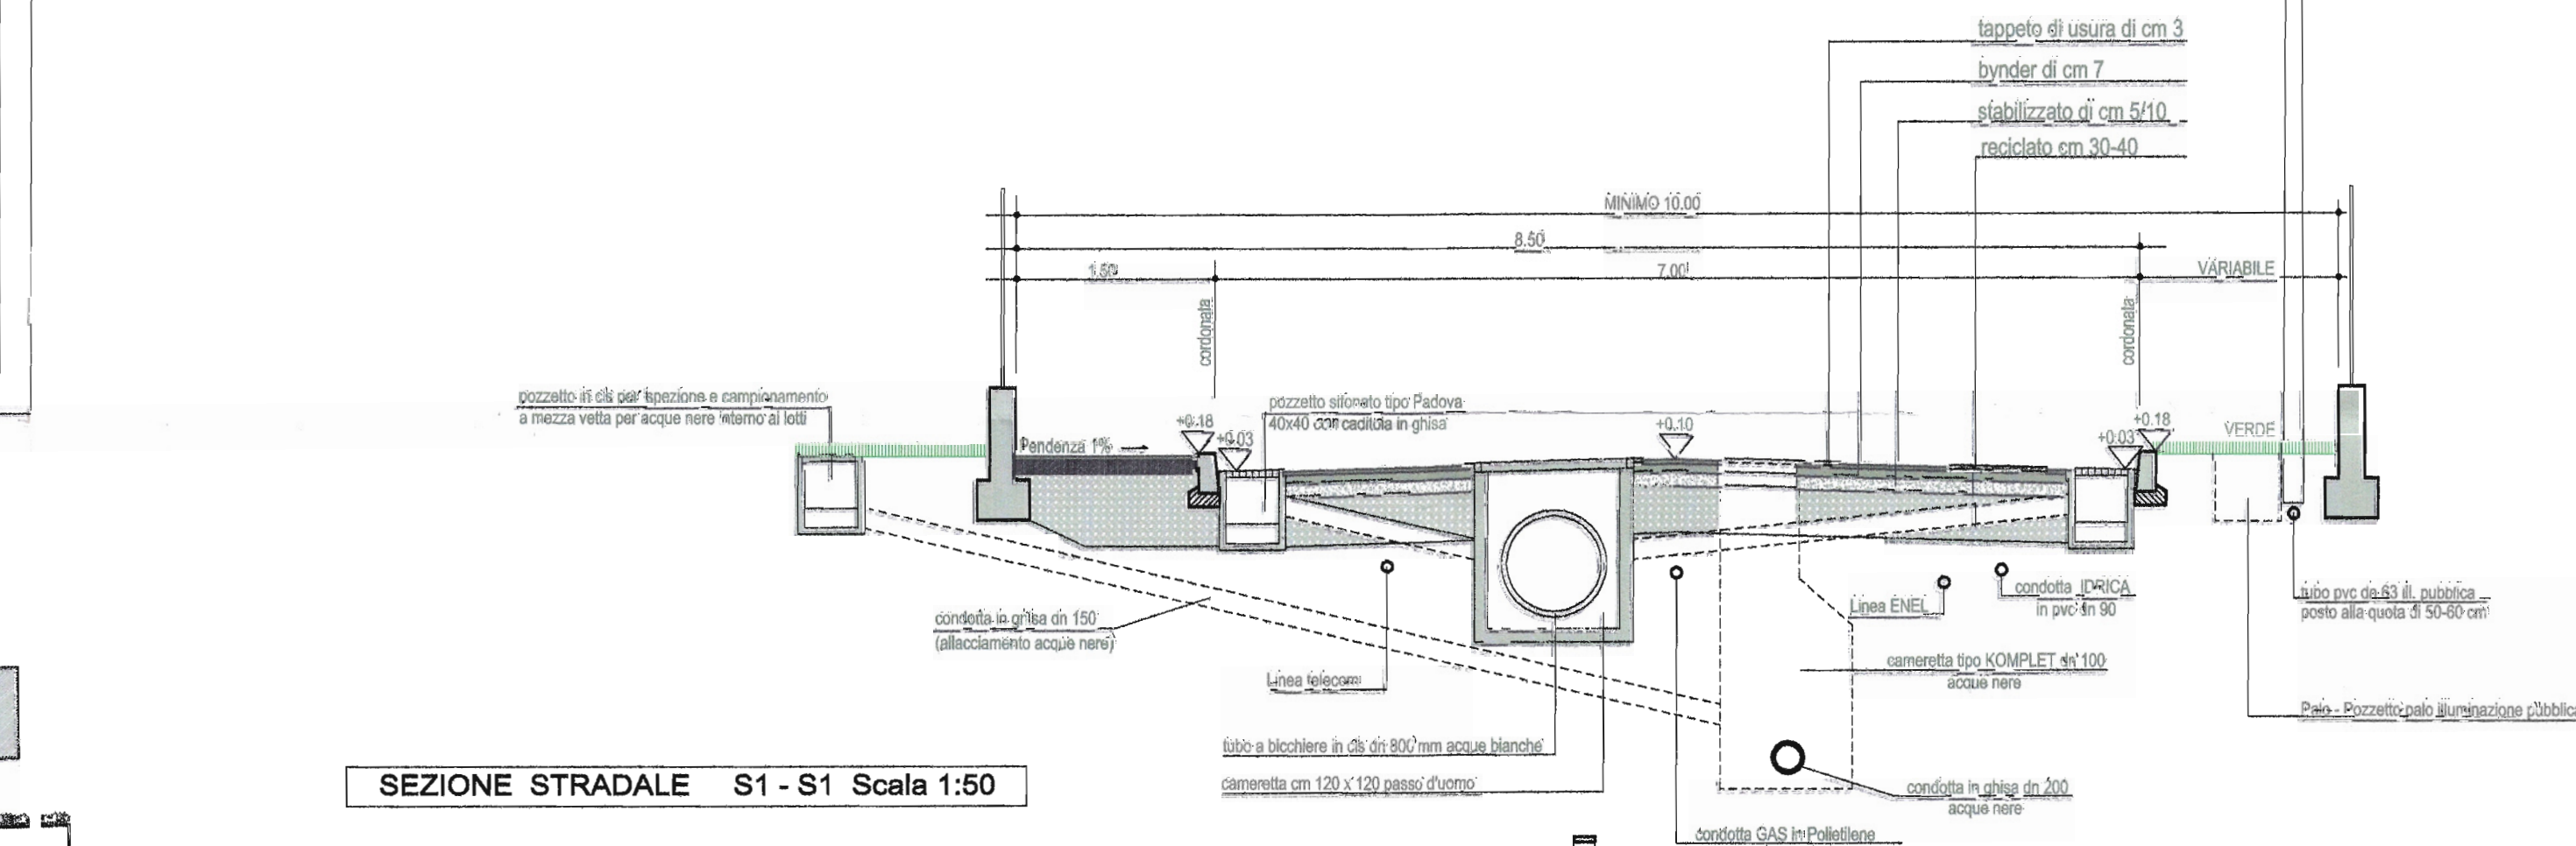 tappeto di usura di cm 3
bynder di cm 7
stabilizzato di cm 5/10
reciclato cm 30-40
MINIMO 10.00
8.50
1.50
7.00
VARIABILE
cordonata
cordonata
pozzetto in cls per ispezione e campionamento
a mezza vetta per acque nere interno ai lotti
Pendenza 1%
+0.18
+0.03
pozzetto sifonato tipo Padova
40x40 con caditoia in ghisa
+0.10
+0.03
+0.18
VERDE
condotta in ghisa dn 150
(allacciamento acque nere)
Linea telecom
tubo a bicchiere in cls dn 800 mm acque bianche
cameretta cm 120 x 120 passo d'uomo
condotta GAS in Polietilene
Linea ENEL
condotta IDRICA
in pvc dn 90
cameretta tipo KOMPLET dn 100
acque nere
condotta in ghisa dn 200
acque nere
tubo pvc de 63 ill. pubblica
posto alla quota di 50-60 cm
Palo - Pozzetto palo illuminazione pubblica
SEZIONE STRADALE S1 - S1 Scala 1:50